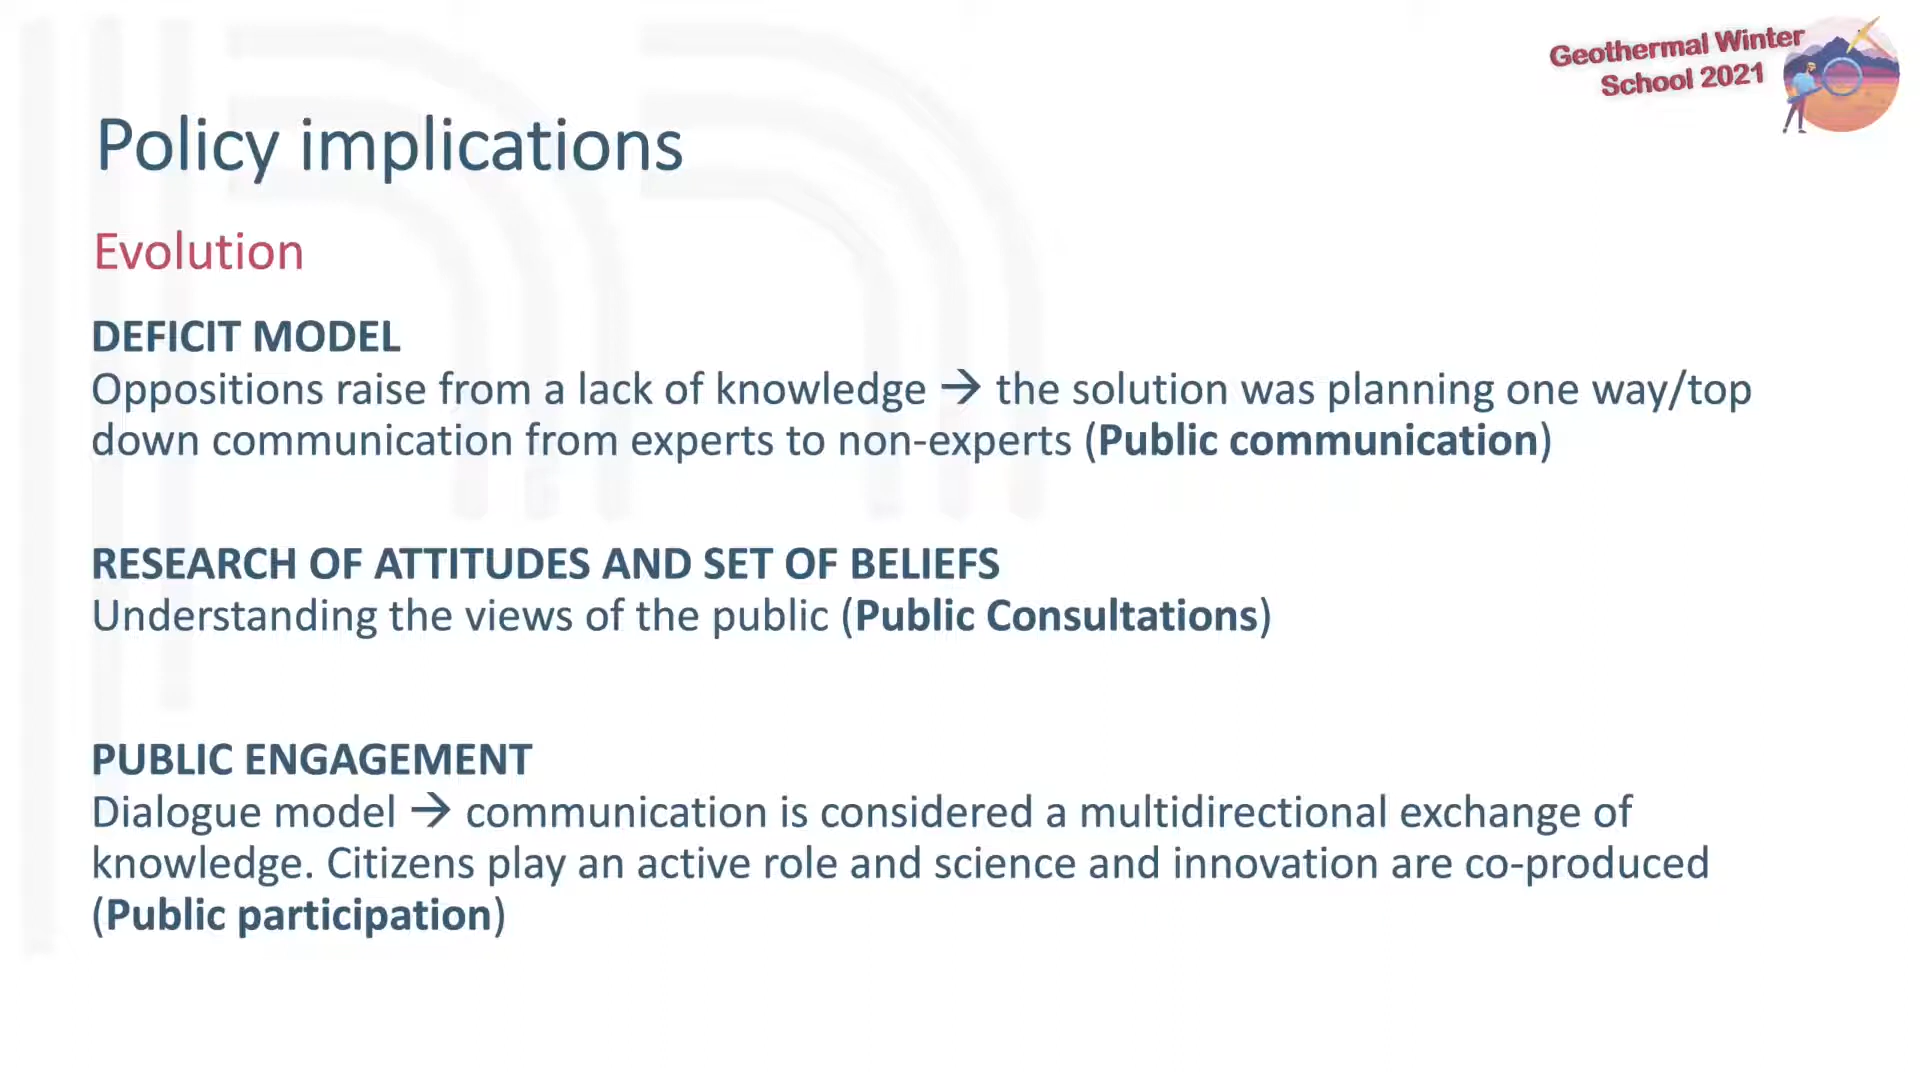 Geothermal Winter
School 2021
Policy implications
Evolution
DEFICIT MODEL
Oppositions raise from a lack of knowledge → the solution was planning one way/top
down communication from experts to non-experts (Public communication)
RESEARCH OF ATTITUDES AND SET OF BELIEFS
Understanding the views of the public (Public Consultations)
PUBLIC ENGAGEMENT
Dialogue model → communication is considered a multidirectional exchange of
knowledge. Citizens play an active role and science and innovation are co-produced
(Public participation)